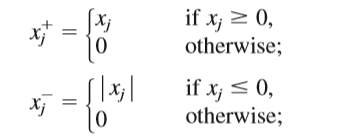 x_j^+ = { x_j if x_j ≥ 0,
0 otherwise;
x_j^- = { |x_j| if x_j ≤ 0,
0 otherwise;